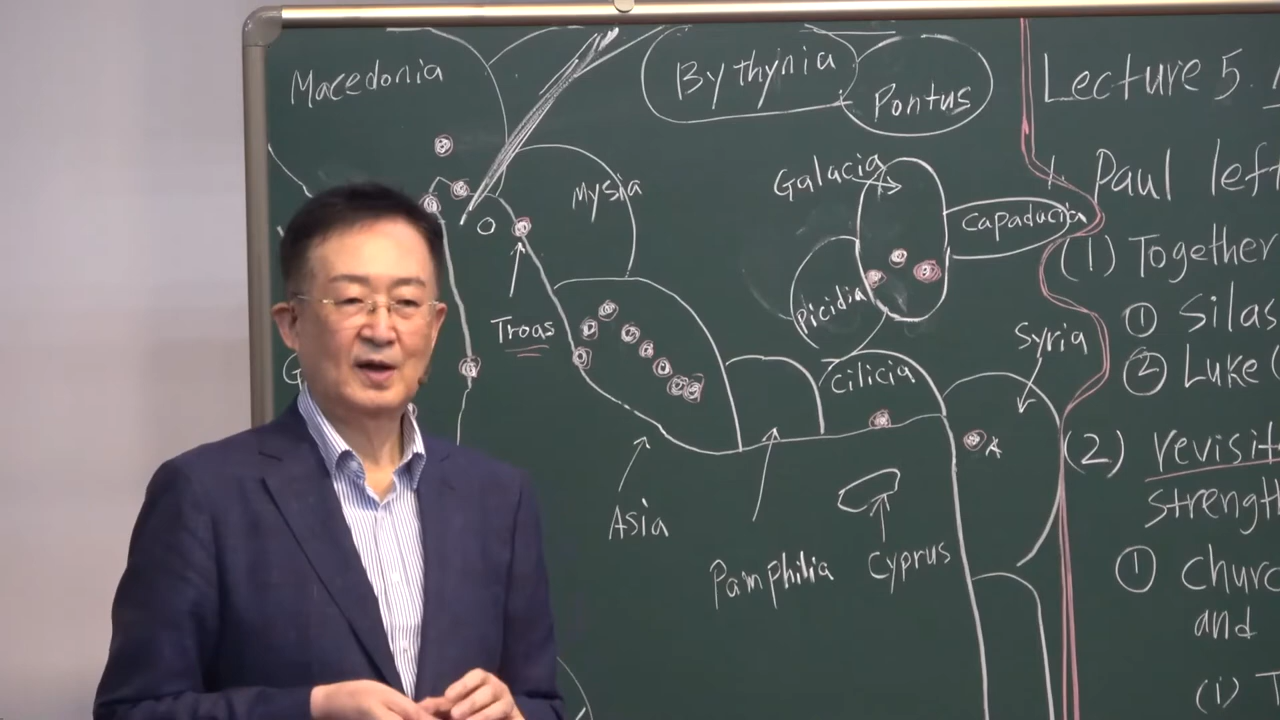 Macedonia
Bythynia
Pontus
Mysia
Galacia
Capaducia
Picidia
Troas
Cilicia
Syria
A
Asia
Pamphilia
Cyprus
G
Lecture 5.
1. Paul left
(1) Together
① Silas
② Luke (
(2) revisit
strength
① Churc
and
(i) T